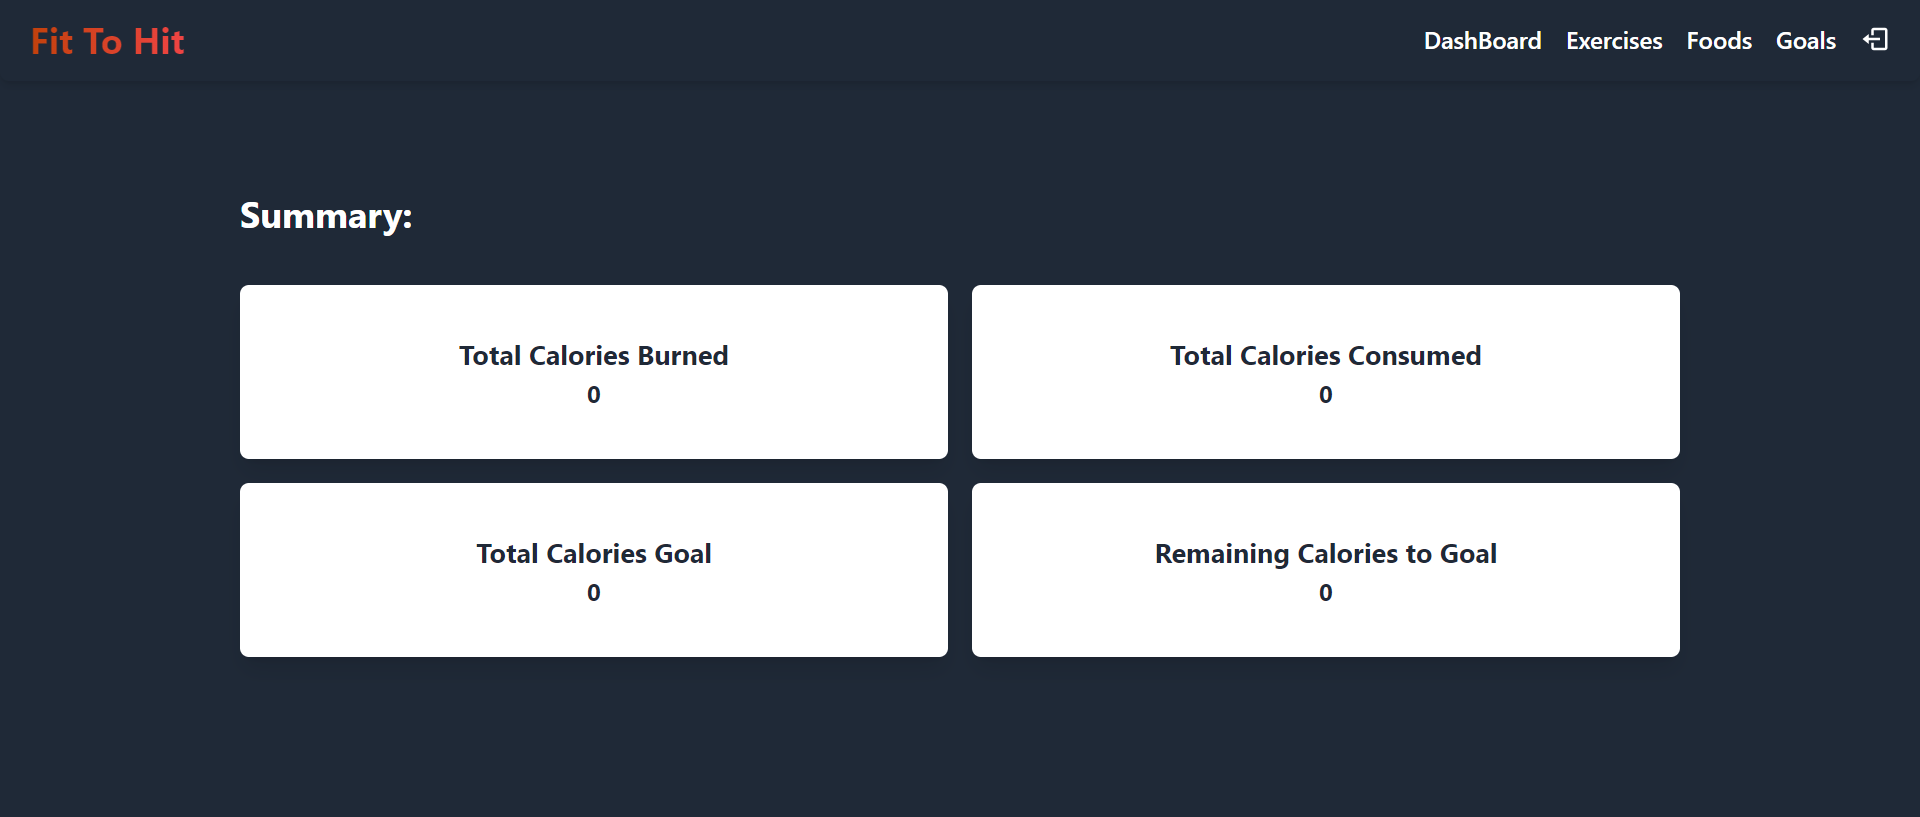 Fit To Hit
DashBoard Exercises Foods Goals
Summary:
Total Calories Burned
0
Total Calories Consumed
0
Total Calories Goal
0
Remaining Calories to Goal
0